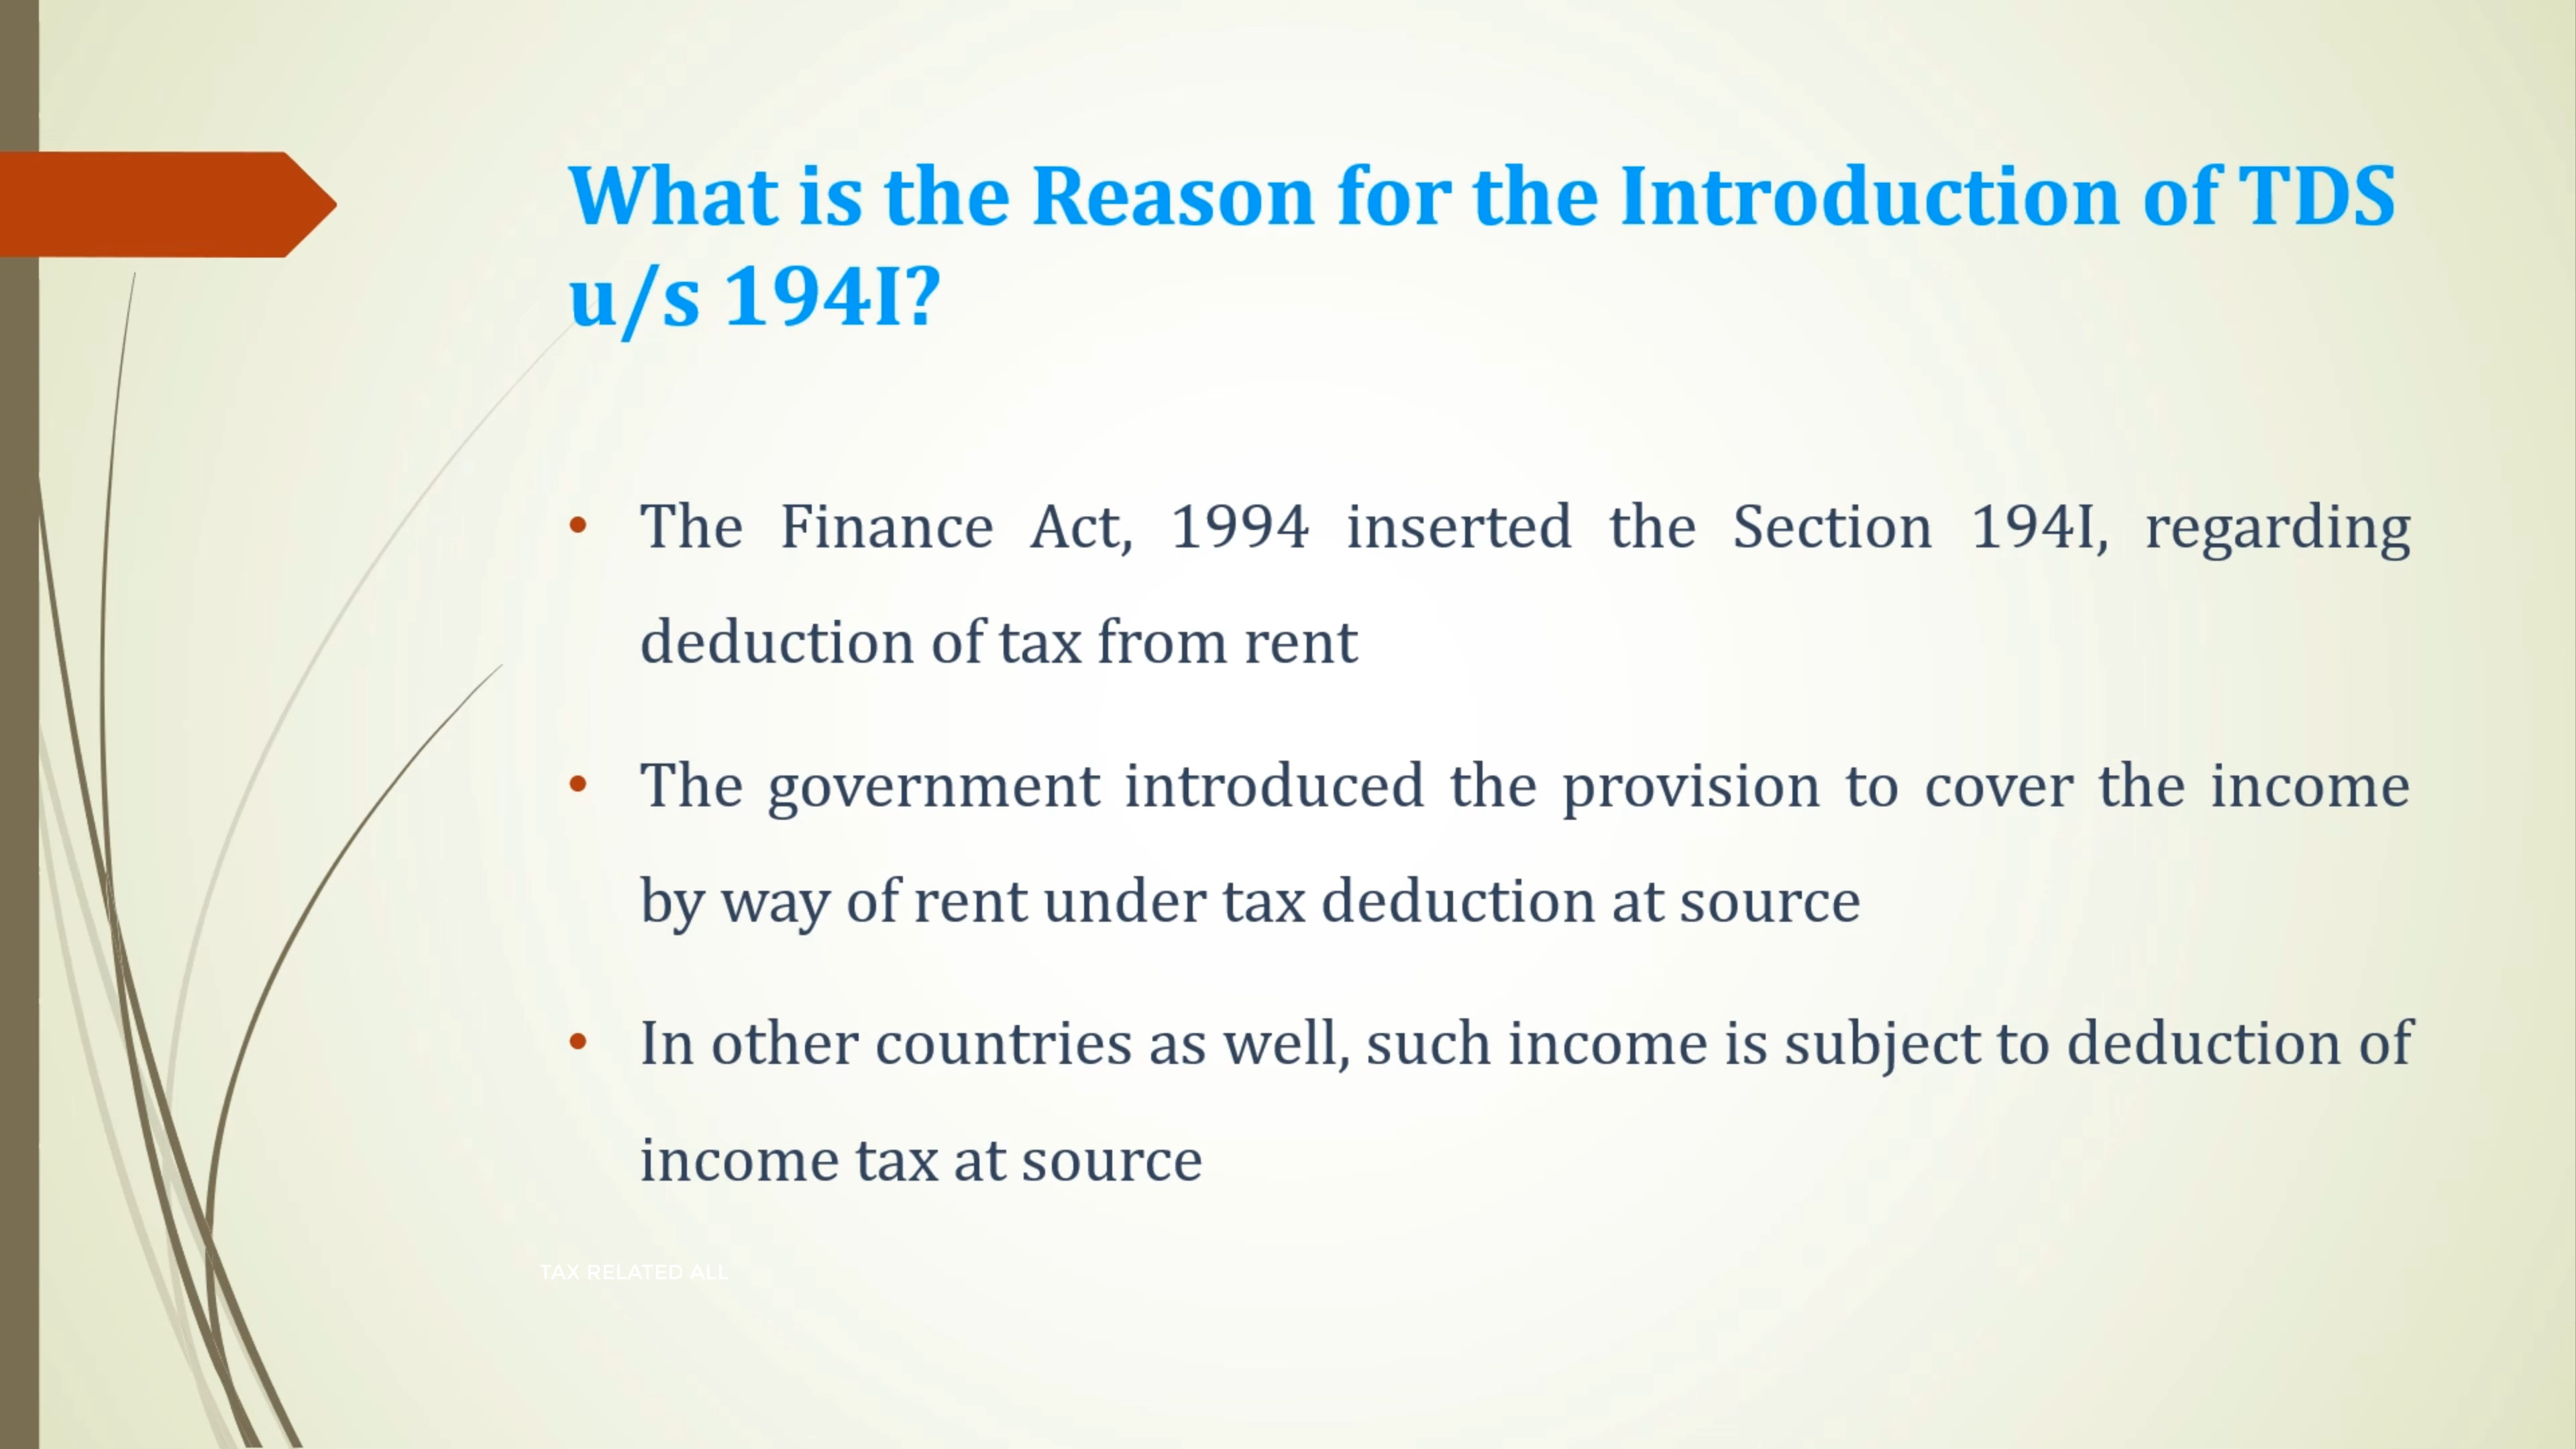 What is the Reason for the Introduction of TDS
u/s 194I?
• The Finance Act, 1994 inserted the Section 194I, regarding
deduction of tax from rent
• The government introduced the provision to cover the income
by way of rent under tax deduction at source
• In other countries as well, such income is subject to deduction of
income tax at source
TAX RELATED ALL